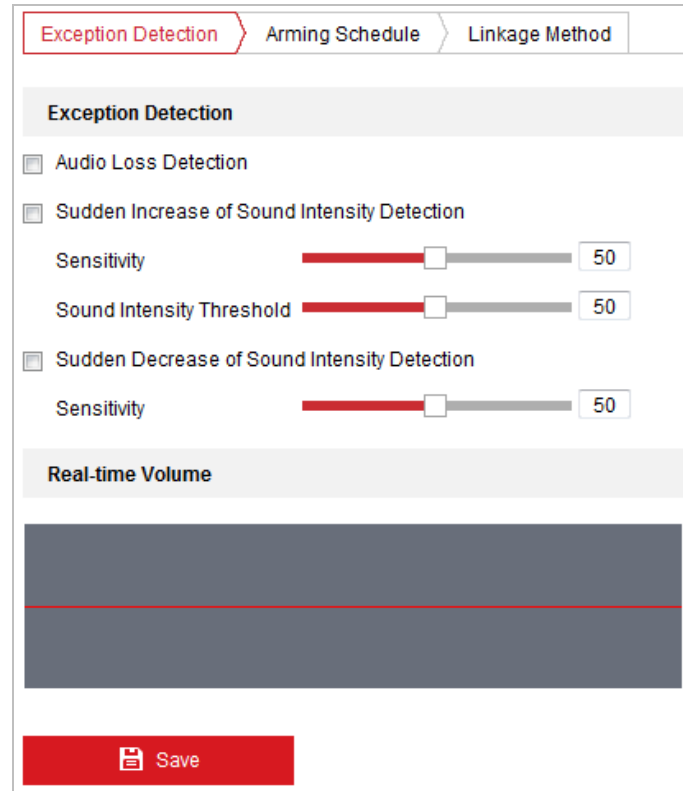 Exception Detection Arming Schedule Linkage Method
Exception Detection
Audio Loss Detection
Sudden Increase of Sound Intensity Detection
Sensitivity 50
Sound Intensity Threshold 50
Sudden Decrease of Sound Intensity Detection
Sensitivity 50
Real-time Volume
Save